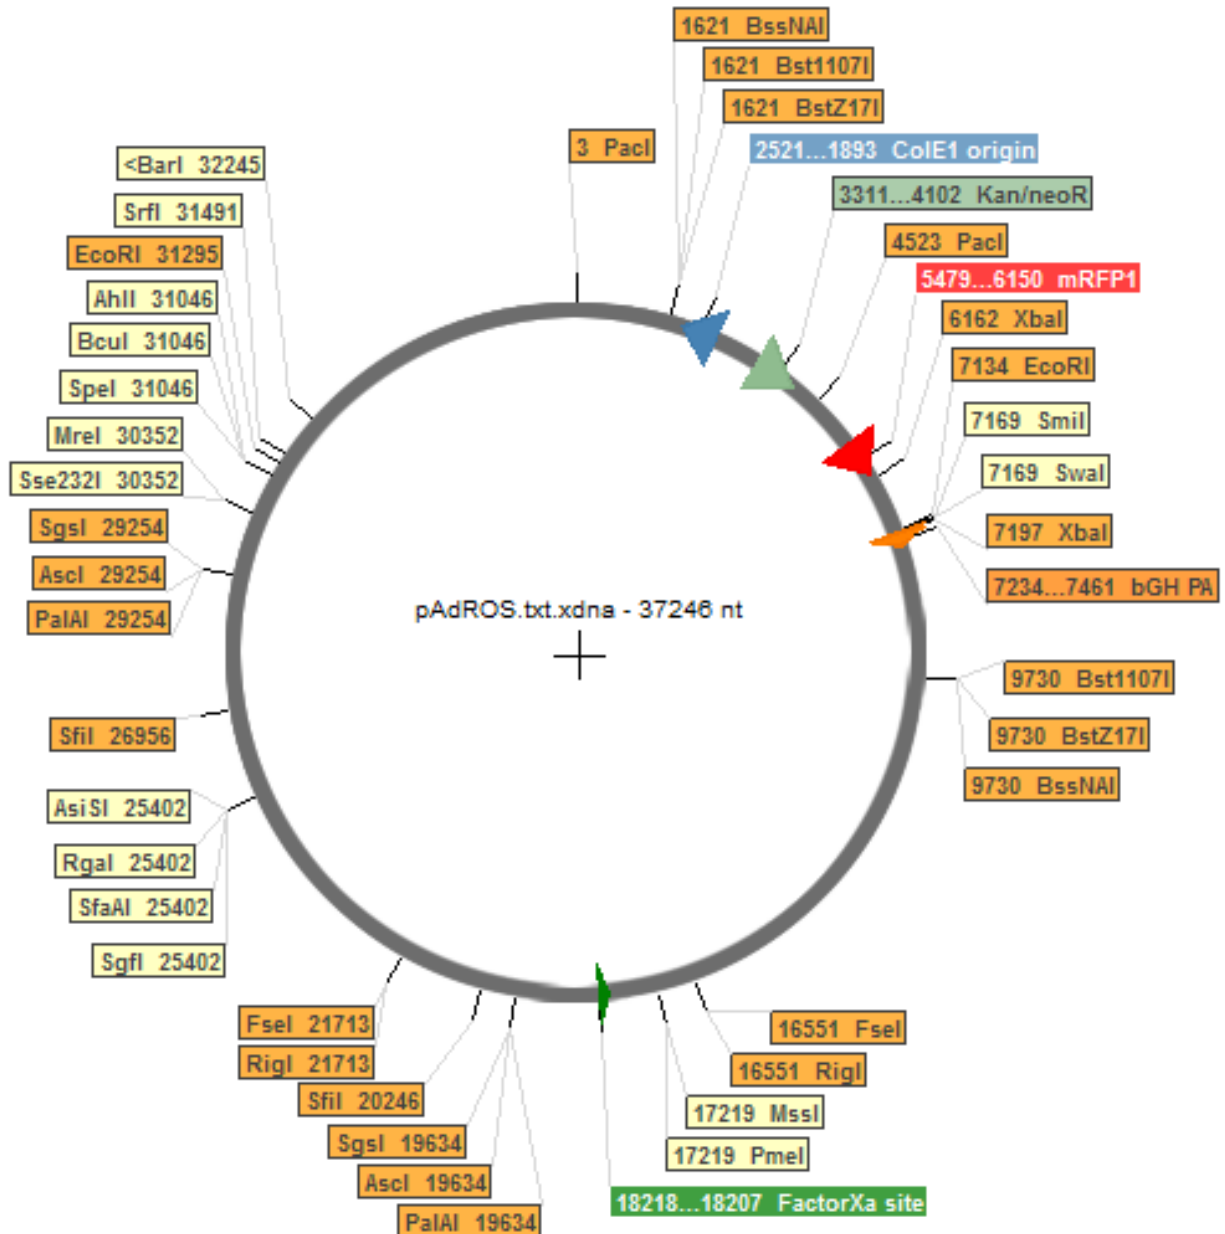 1621 BssNAI
1621 Bst1107I
1621 BstZ17I
3 PacI
2521...1893 ColE1 origin
3311...4102 Kan/neoR
4523 PacI
5479...6150 mRFP1
6162 XbaI
7134 EcoRI
7169 SmiI
7169 SwaI
7197 XbaI
7234...7461 bGH PA
9730 Bst1107I
9730 BstZ17I
9730 BssNAI
16551 FseI
16551 RigI
17219 MssI
17219 PmeI
18218...18207 FactorXa site
PalAI 19634
AscI 19634
SgsI 19634
SfiI 20246
RigI 21713
FseI 21713
SgfI 25402
SfaAI 25402
RgaI 25402
AsiSI 25402
SfiI 26956
PalAI 29254
AscI 29254
SgsI 29254
Sse232I 30352
MreI 30352
SpeI 31046
BcuI 31046
AhlI 31046
EcoRI 31295
SrfI 31491
<BarI 32245
pAdROS.txt.xdna - 37246 nt